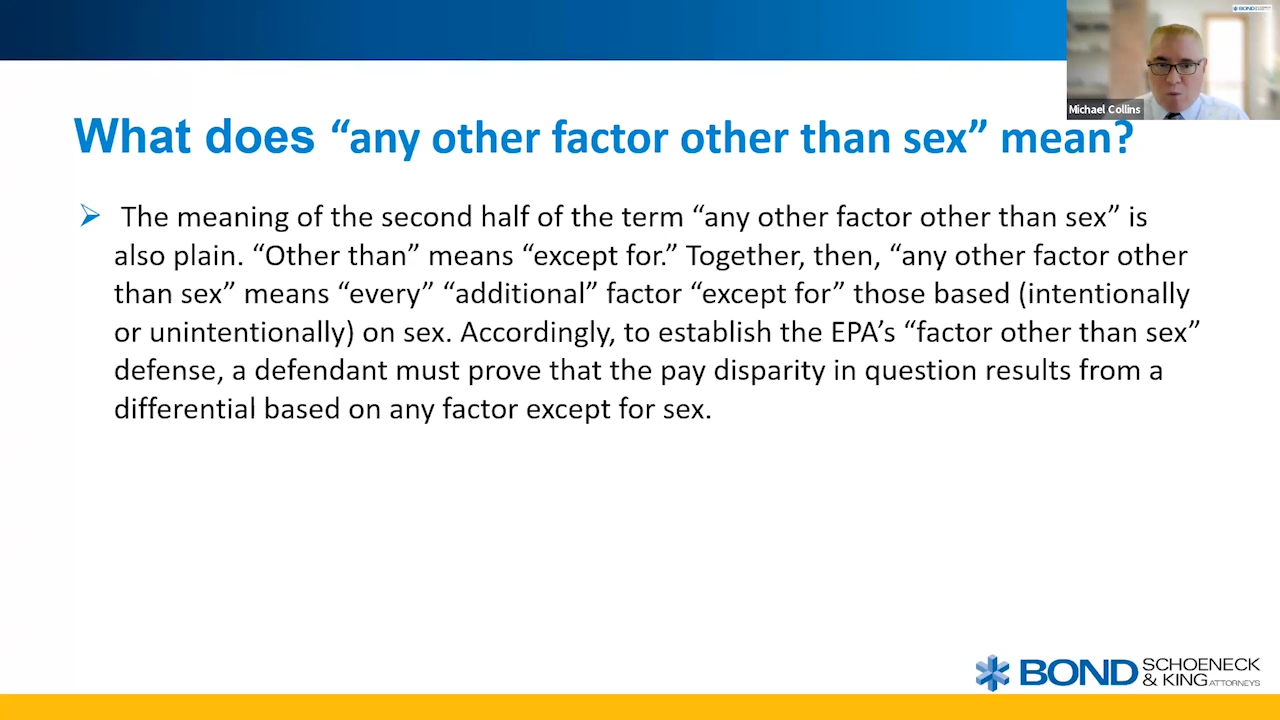 BOND
Michael Collins
What does “any other factor other than sex” mean?
➢ The meaning of the second half of the term “any other factor other than sex” is
also plain. “Other than” means “except for.” Together, then, “any other factor other
than sex” means “every” “additional” factor “except for” those based (intentionally
or unintentionally) on sex. Accordingly, to establish the EPA’s “factor other than sex”
defense, a defendant must prove that the pay disparity in question results from a
differential based on any factor except for sex.
BOND SCHOENECK
& KING ATTORNEYS